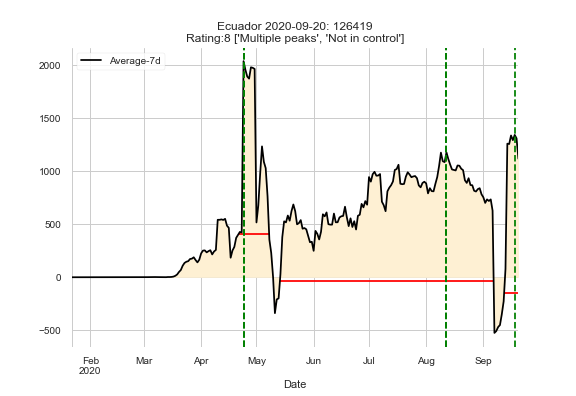 Ecuador 2020-09-20: 126419
Rating:8 ['Multiple peaks', 'Not in control']
Average-7d
2000
1500
1000
500
0
−500
Feb
2020
Mar
Apr
May
Jun
Jul
Aug
Sep
Date